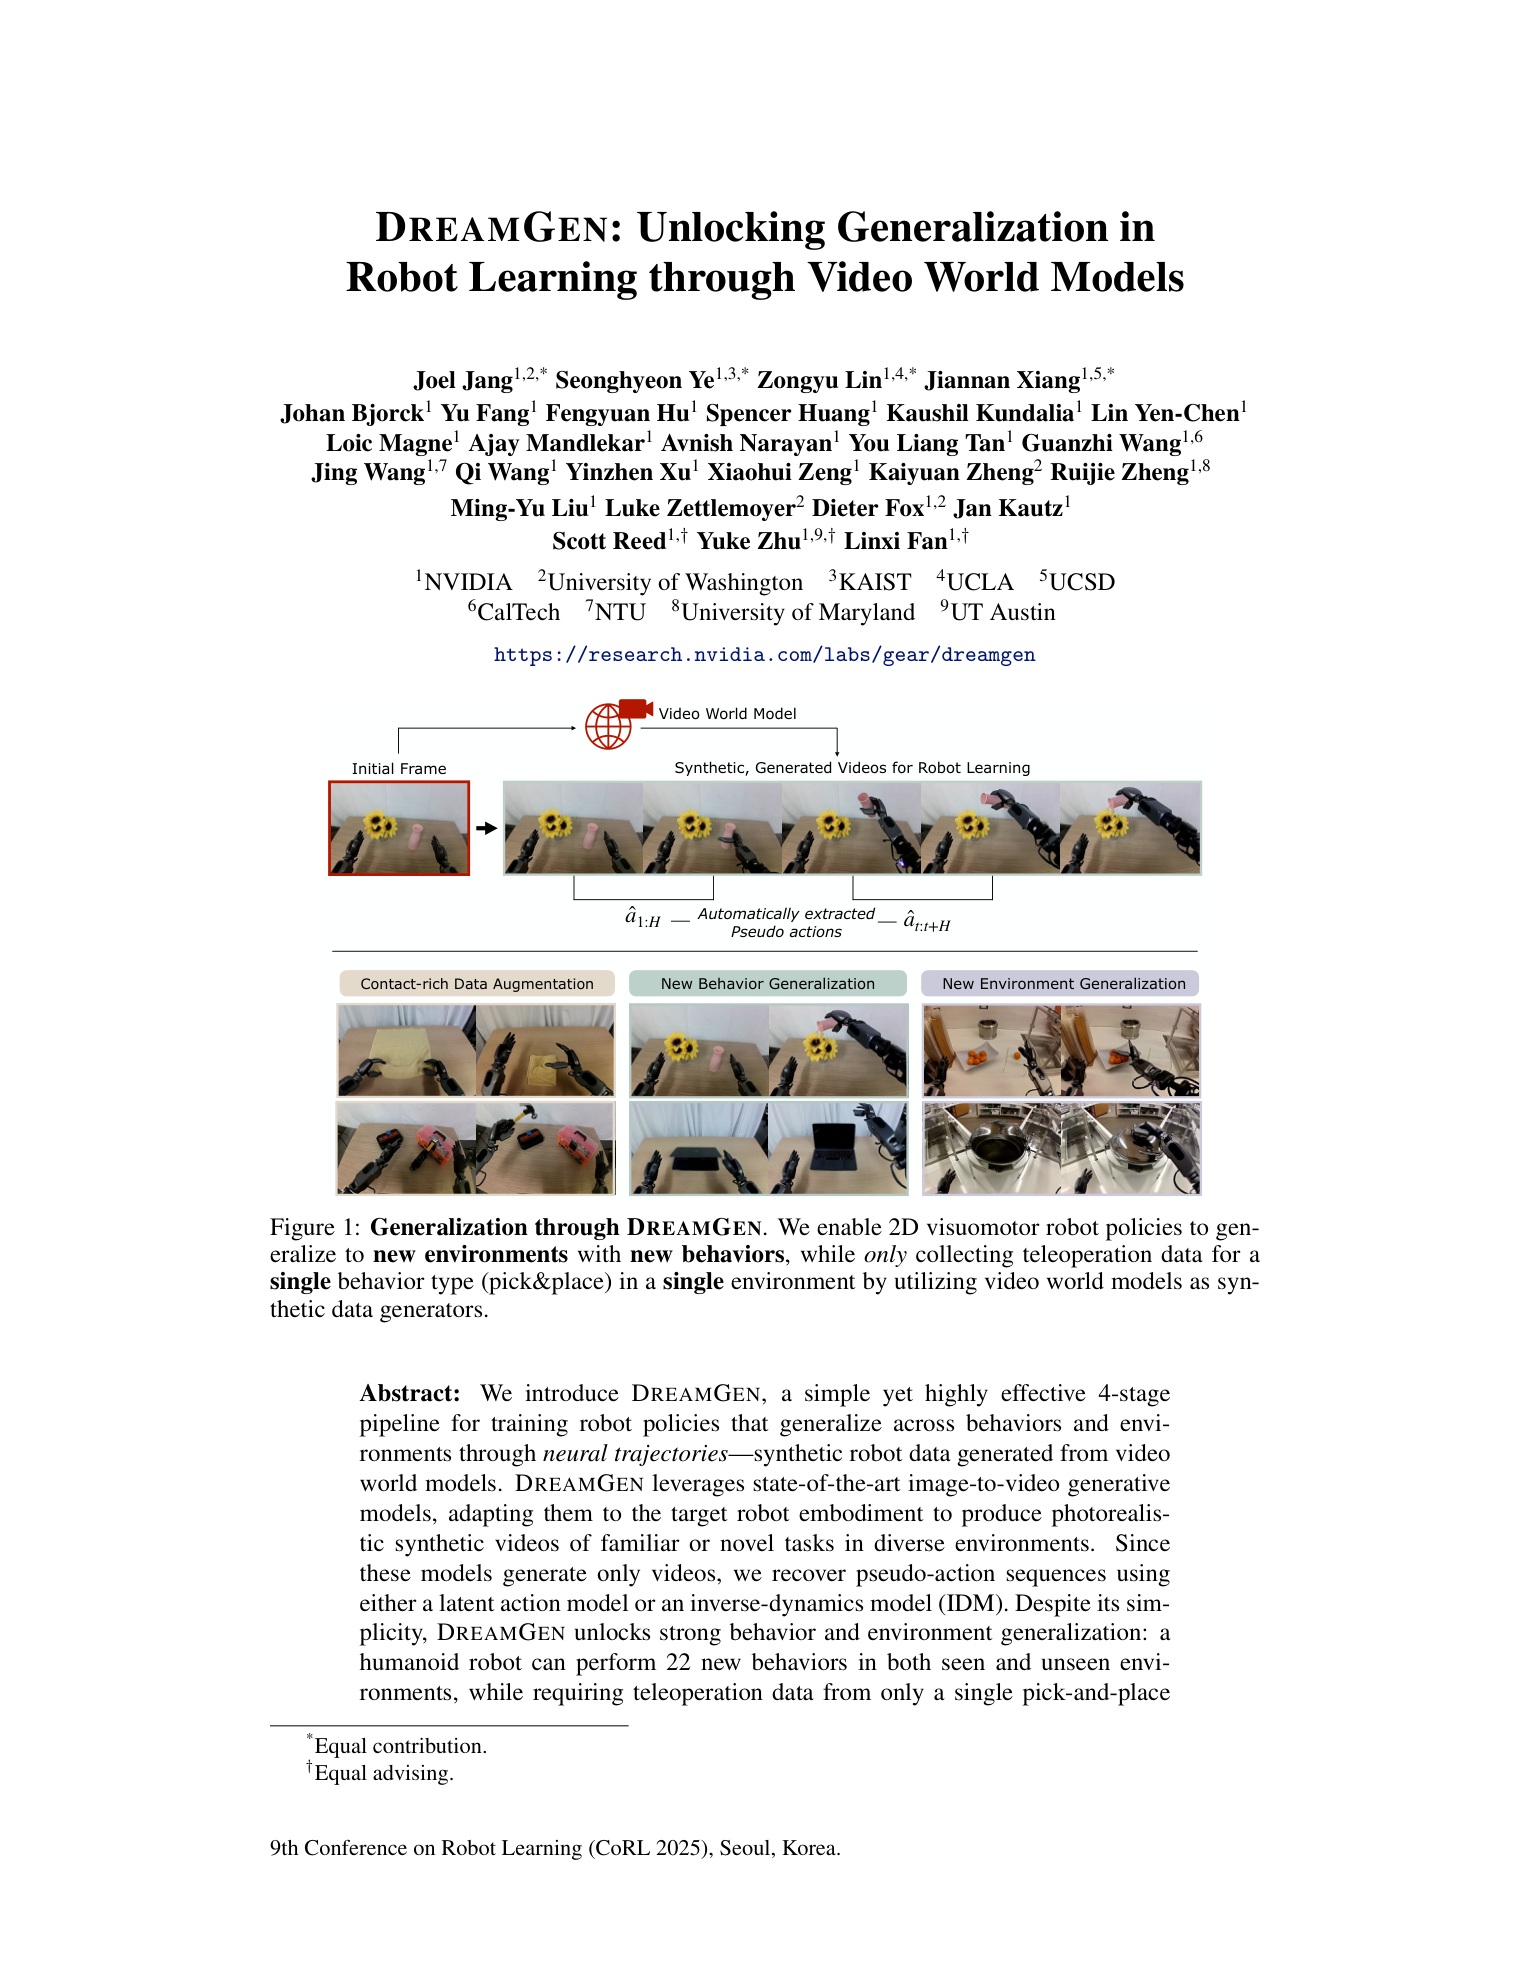 DREAMGEN: Unlocking Generalization in
Robot Learning through Video World Models
Joel Jang1,2,* Seonghyeon Ye1,3,* Zongyu Lin1,4,* Jiannan Xiang1,5,*
Johan Bjorck1 Yu Fang1 Fengyuan Hu1 Spencer Huang1 Kaushil Kundalia1 Lin Yen-Chen1
Loic Magne1 Ajay Mandlekar1 Avnish Narayan1 You Liang Tan1 Guanzhi Wang1,6
Jing Wang1,7 Qi Wang1 Yinzhen Xu1 Xiaohui Zeng1 Kaiyuan Zheng2 Ruijie Zheng1,8
Ming-Yu Liu1 Luke Zettlemoyer2 Dieter Fox1,2 Jan Kautz1
Scott Reed1,† Yuke Zhu1,9,† Linxi Fan1,†
1NVIDIA 2University of Washington 3KAIST 4UCLA 5UCSD
6CalTech 7NTU 8University of Maryland 9UT Austin
https://research.nvidia.com/labs/gear/dreamgen
Video World Model
Initial Frame
Synthetic, Generated Videos for Robot Learning
â1:H — Automatically extracted — ât:t+H
Pseudo actions
Contact-rich Data Augmentation
New Behavior Generalization
New Environment Generalization
Figure 1: Generalization through DREAMGEN. We enable 2D visuomotor robot policies to gen-
eralize to new environments with new behaviors, while only collecting teleoperation data for a
single behavior type (pick&place) in a single environment by utilizing video world models as syn-
thetic data generators.
Abstract: We introduce DREAMGEN, a simple yet highly effective 4-stage
pipeline for training robot policies that generalize across behaviors and envi-
ronments through neural trajectories—synthetic robot data generated from video
world models. DREAMGEN leverages state-of-the-art image-to-video generative
models, adapting them to the target robot embodiment to produce photorealis-
tic synthetic videos of familiar or novel tasks in diverse environments. Since
these models generate only videos, we recover pseudo-action sequences using
either a latent action model or an inverse-dynamics model (IDM). Despite its sim-
plicity, DREAMGEN unlocks strong behavior and environment generalization: a
humanoid robot can perform 22 new behaviors in both seen and unseen envi-
ronments, while requiring teleoperation data from only a single pick-and-place
*Equal contribution.
†Equal advising.
9th Conference on Robot Learning (CoRL 2025), Seoul, Korea.